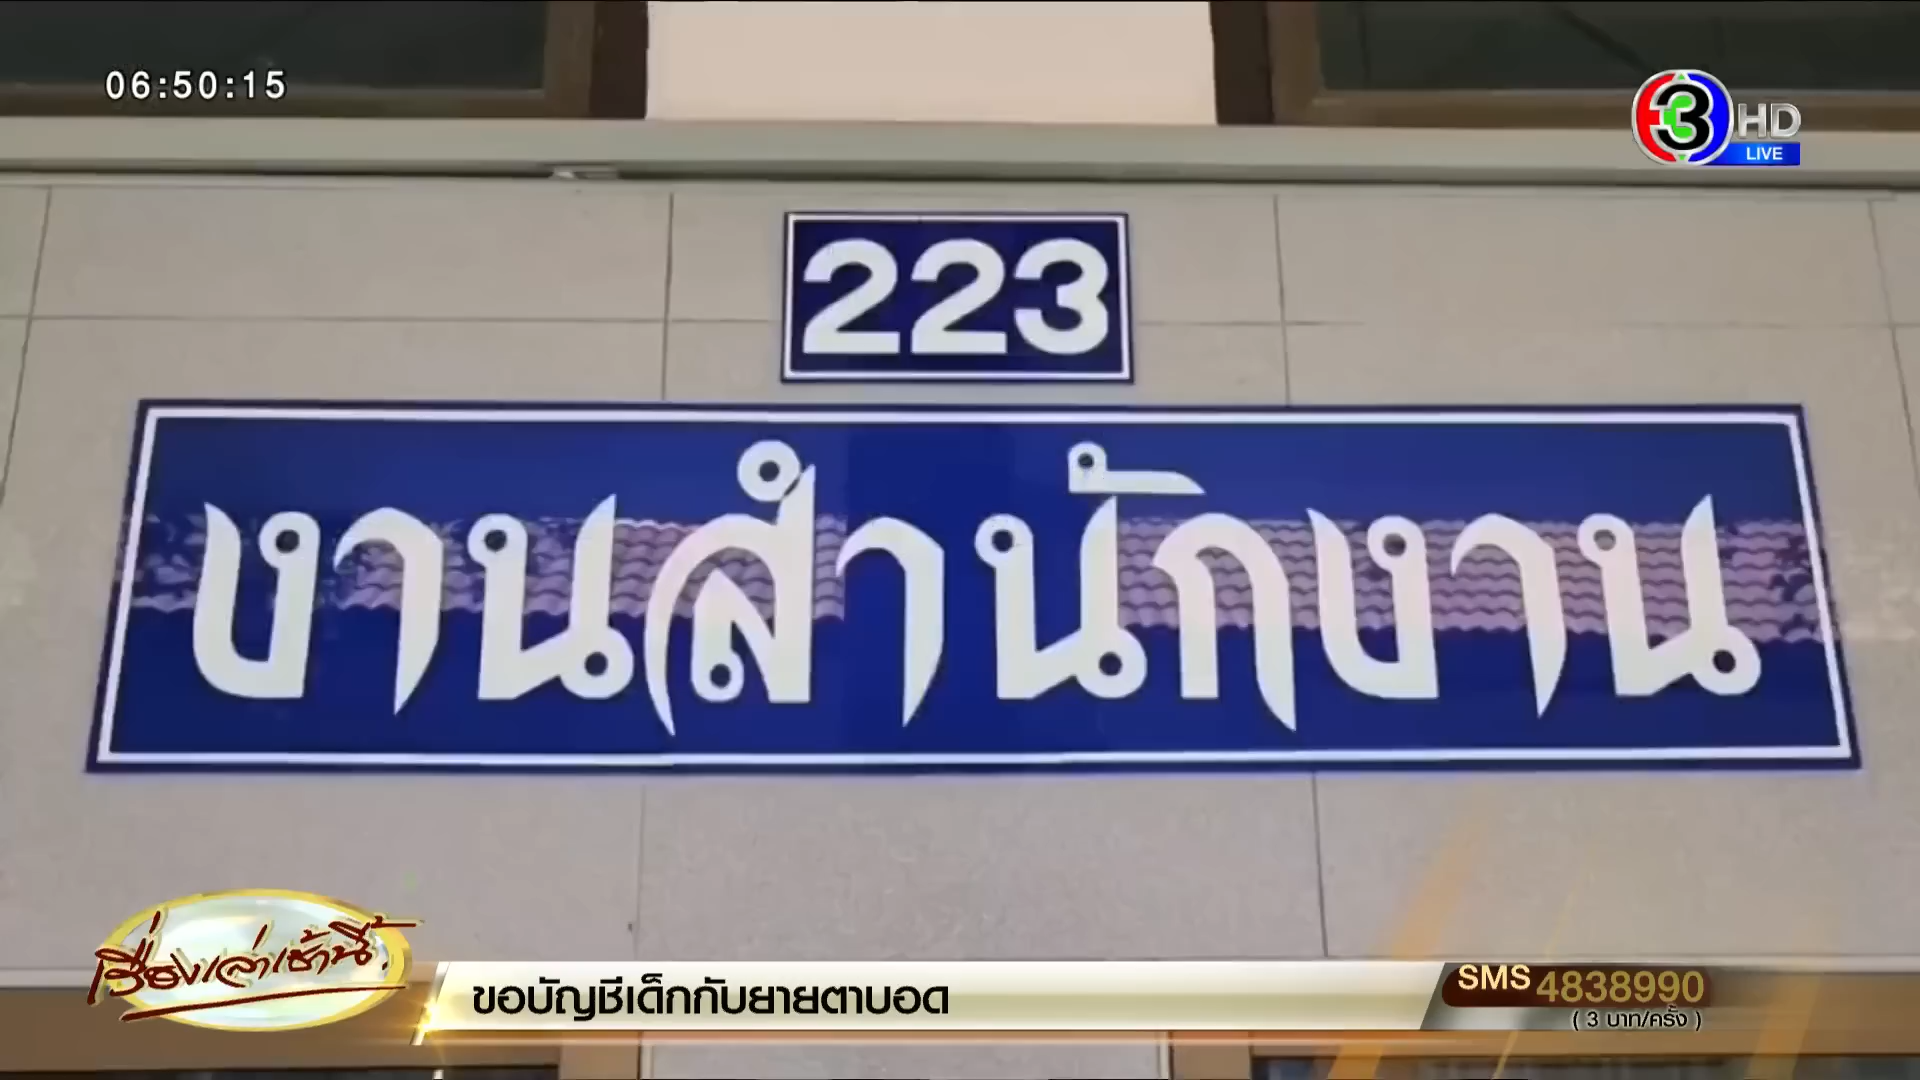 06:50:15
3 HD
LIVE
223
งานสำนักงาน
เรื่องเล่าเช้านี้
ขอบัญชีเด็กกับยายตาบอด
SMS 4838990
( 3 บาท/ครั้ง )